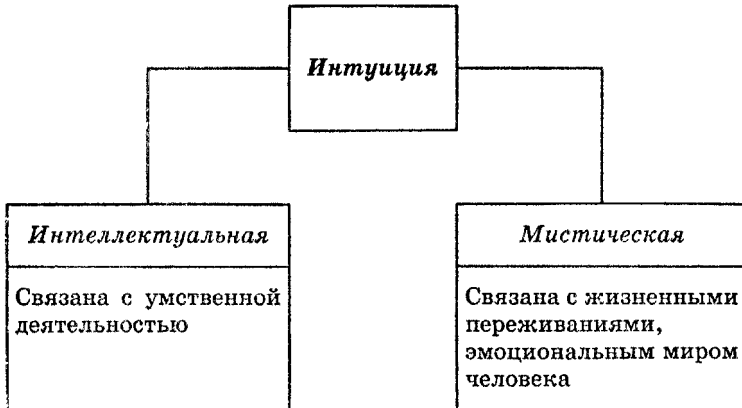 Интуиция
Интеллектуальная
Связана с умственной
деятельностью
Мистическая
Связана с жизненными
переживаниями,
эмоциональным миром
человека